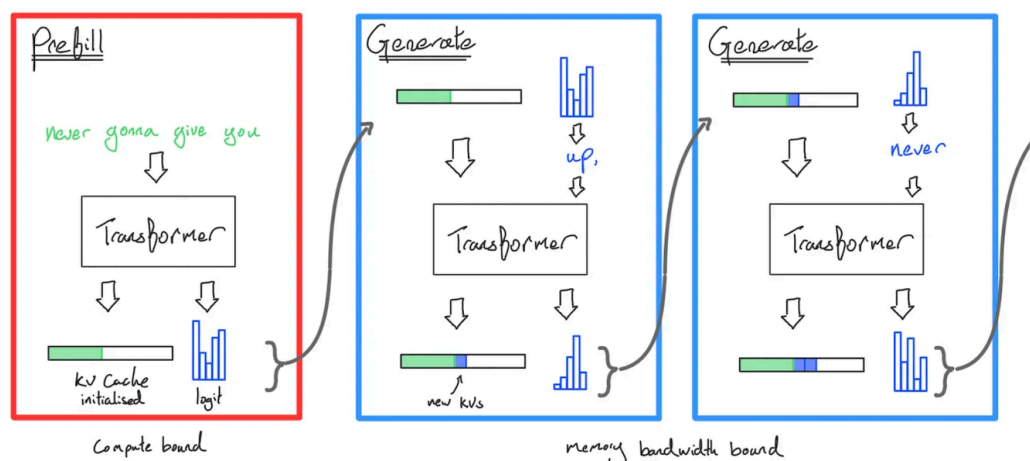 Prefill
never gonna give you
Transformer
KV Cache
initialised
logit
Compute bound
Generate
up,
Transformer
new KVs
Generate
never
Transformer
memory bandwidth bound